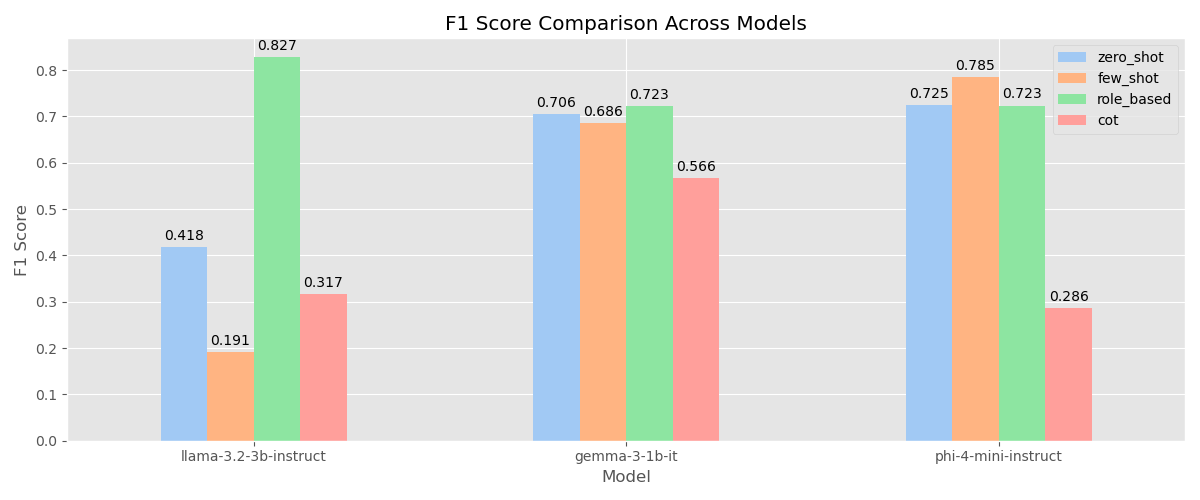 F1 Score Comparison Across Models
F1 Score
0.8
0.7
0.6
0.5
0.4
0.3
0.2
0.1
0.0
0.418
0.191
0.827
0.317
0.706
0.686
0.723
0.566
0.725
0.785
0.723
0.286
zero_shot
few_shot
role_based
cot
llama-3.2-3b-instruct
gemma-3-1b-it
phi-4-mini-instruct
Model